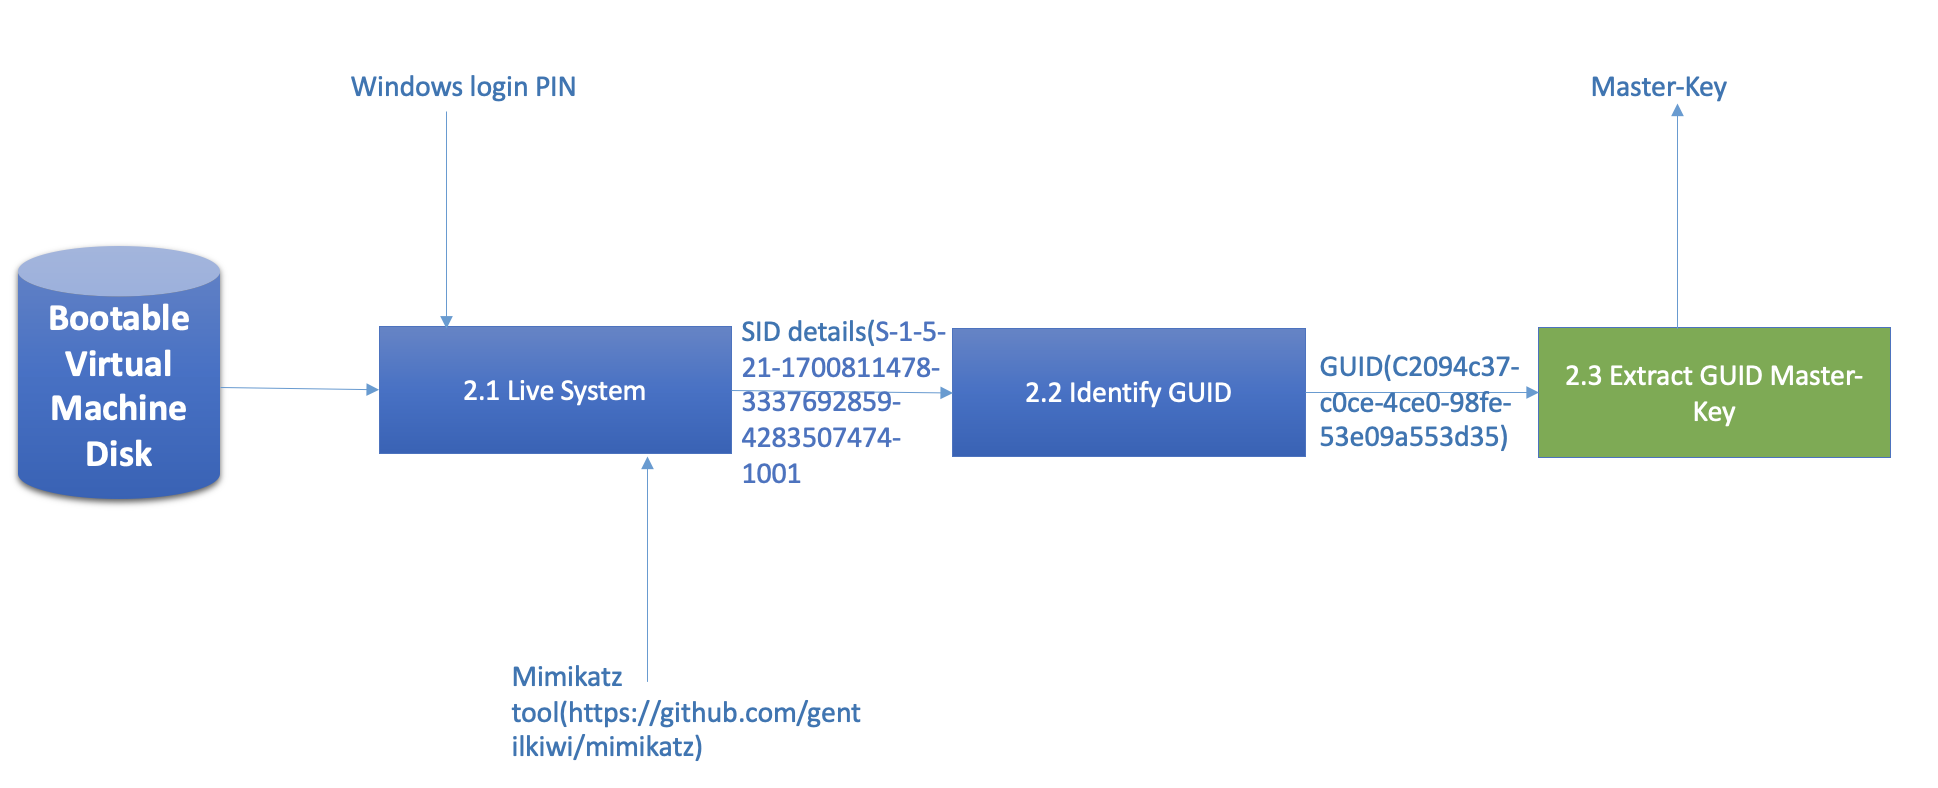 Windows login PIN
Master-Key
Bootable
Virtual
Machine
Disk
2.1 Live System
SID details(S-1-5-
21-1700811478-
3337692859-
4283507474-
1001
2.2 Identify GUID
GUID(C2094c37-
c0ce-4ce0-98fe-
53e09a553d35)
2.3 Extract GUID Master-
Key
Mimikatz
tool(https://github.com/gent
ilkiwi/mimikatz)